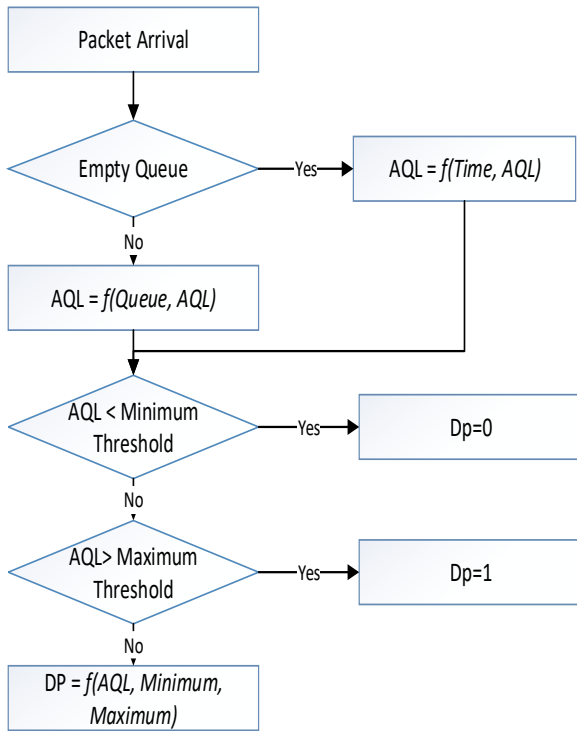 Packet Arrival
Empty Queue
Yes
AQL = f(Time, AQL)
No
AQL = f(Queue, AQL)
AQL < Minimum
Threshold
Yes
Dp=0
No
AQL> Maximum
Threshold
Yes
Dp=1
No
DP = f(AQL, Minimum,
Maximum)